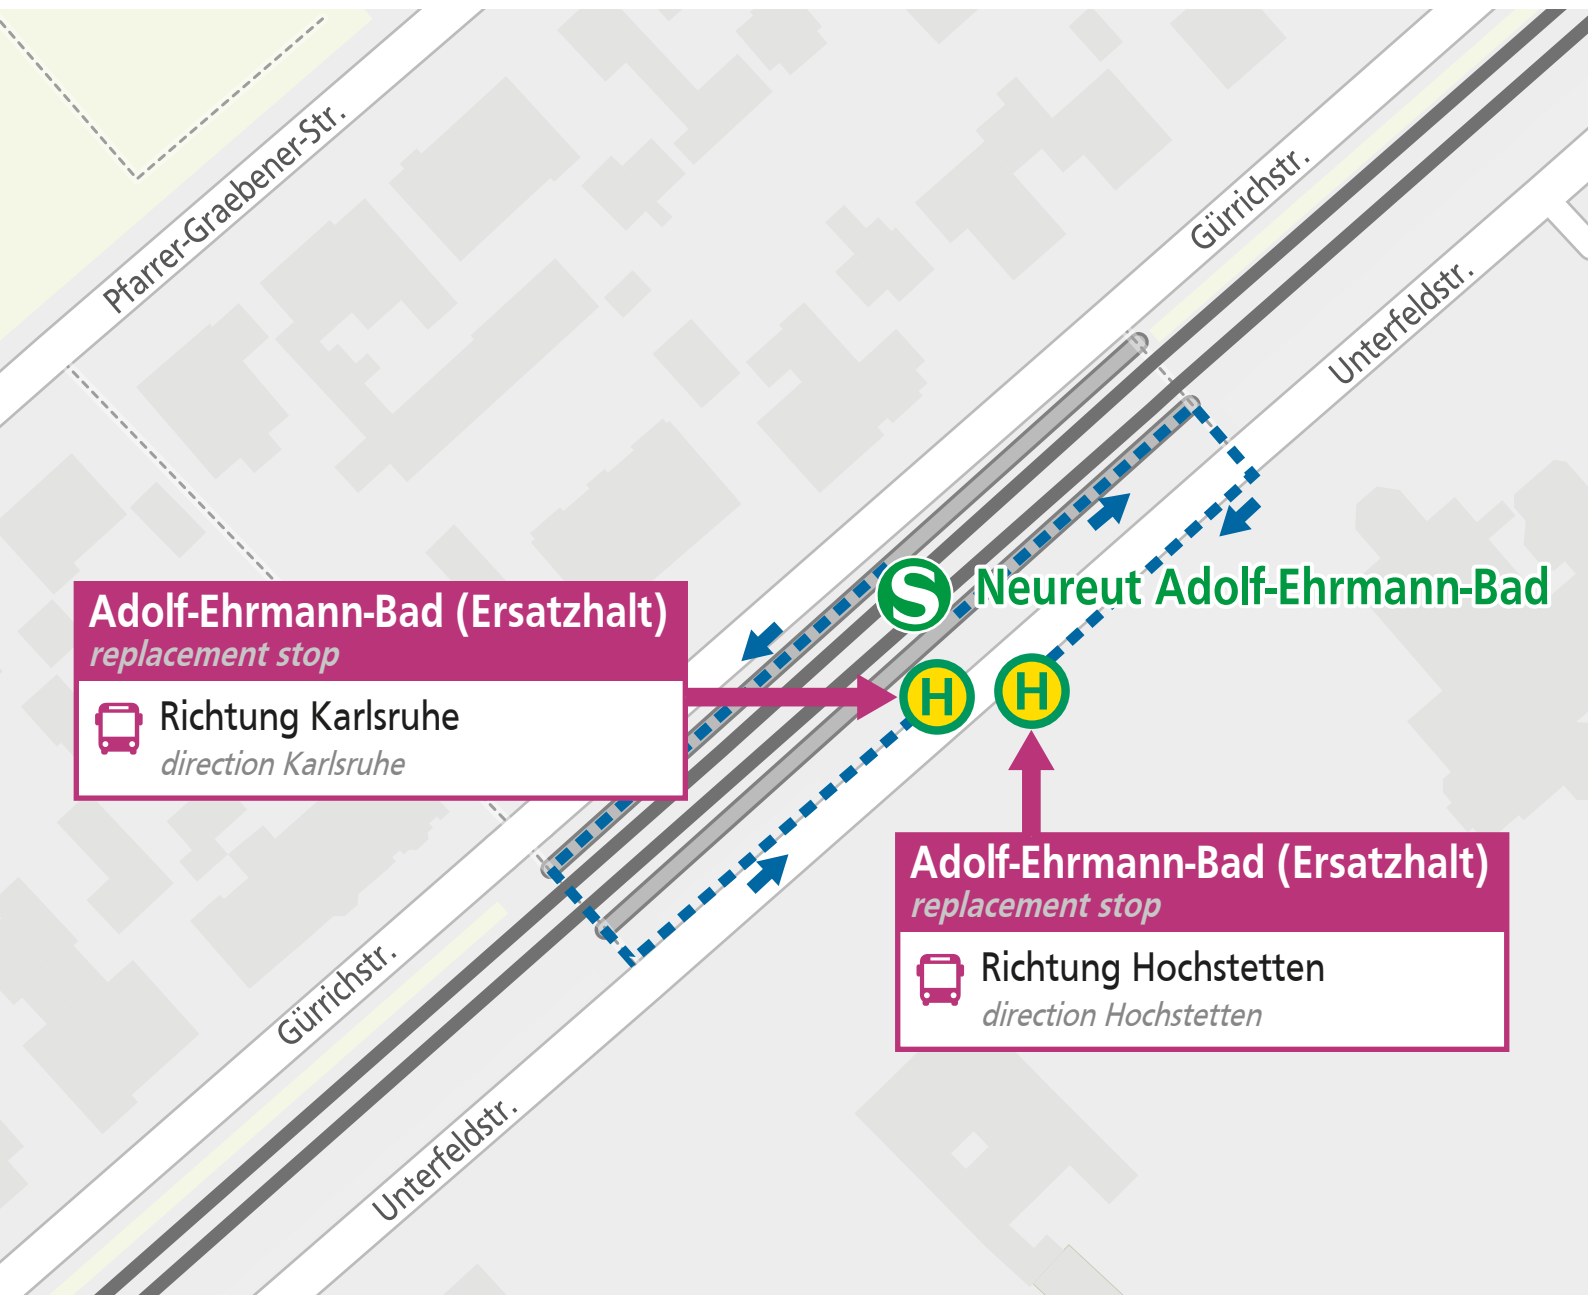 Pfarrer-Graebener-Str.
Gürrichstr.
Unterfeldstr.
S
Neureut Adolf-Ehrmann-Bad
Adolf-Ehrmann-Bad (Ersatzhalt)
replacement stop
Richtung Karlsruhe
direction Karlsruhe
H
H
Adolf-Ehrmann-Bad (Ersatzhalt)
replacement stop
Richtung Hochstetten
direction Hochstetten
Gürrichstr.
Unterfeldstr.